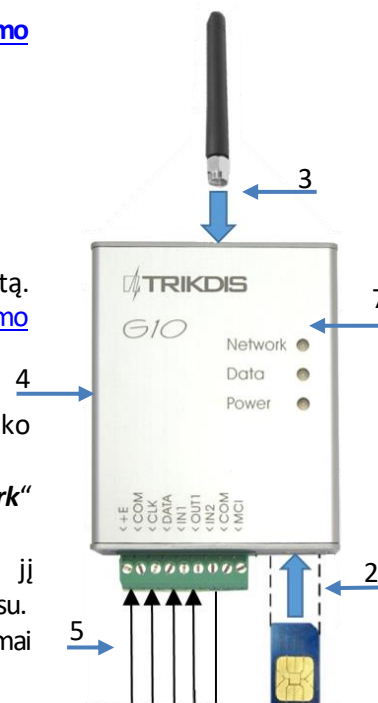 mo
3
TRIKDIS
tą.
G10
7
mo
Network
4
Data
ko
Power
rk“
<+E
<COM
<CLK
<DATA
<IN1
<OUT1
<IN2
<COM
<MCI
jį
2
su.
mai
5